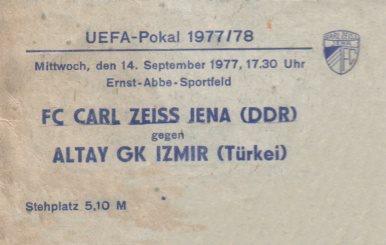 UEFA-Pokal 1977/78
Mittwoch, den 14. September 1977, 17.30 Uhr
Ernst-Abbe-Sportfeld
FC CARL ZEISS JENA (DDR)
gegen
ALTAY GK IZMIR (Türkei)
Stehplatz 5,10 M